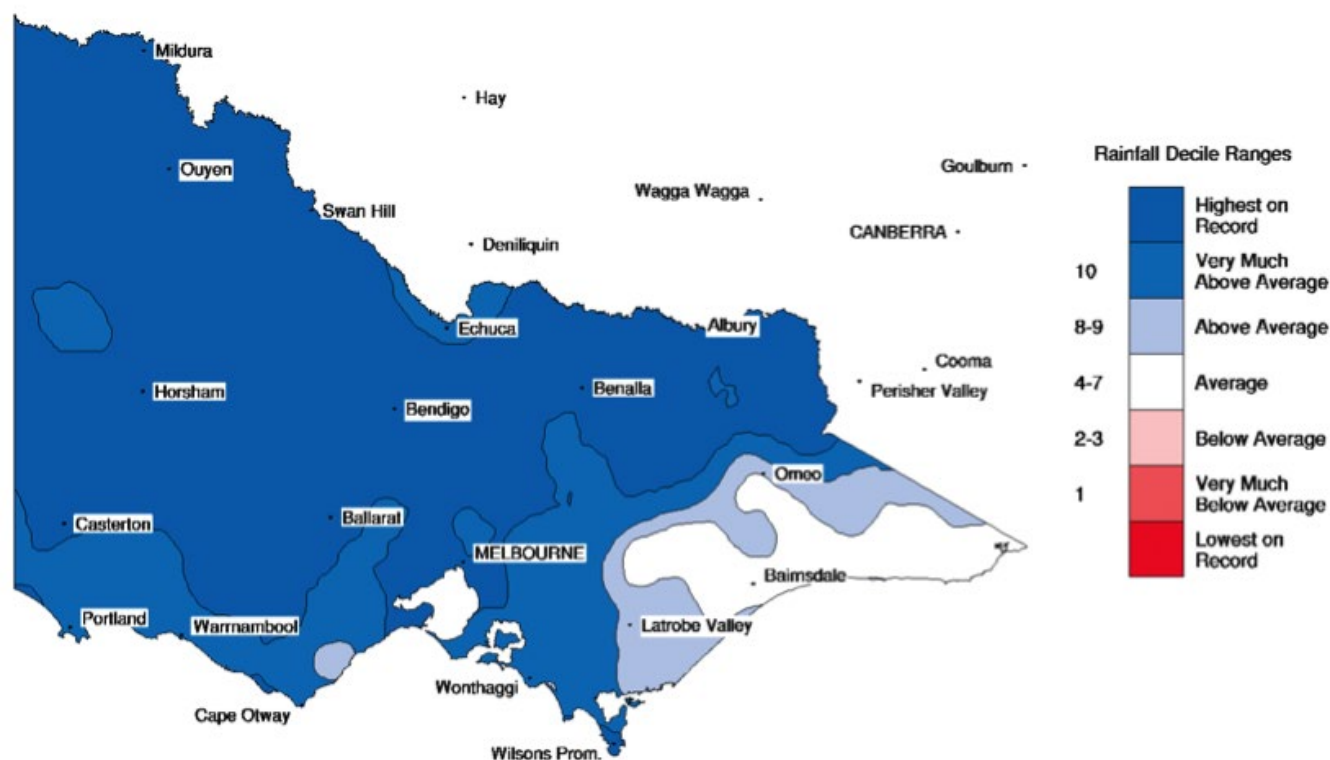 Mildura
Hay
Ouyen
Swan Hill
Deniliquin
Wagga Wagga
Goulburn
CANBERRA
Echuca
Albury
Cooma
Perisher Valley
Horsham
Bendigo
Benalla
Omeo
Casterton
Ballarat
MELBOURNE
Bairnsdale
Portland
Warrnambool
Latrobe Valley
Wonthaggi
Cape Otway
Wilsons Prom.
Rainfall Decile Ranges
Highest on
Record
10
Very Much
Above Average
8-9
Above Average
4-7
Average
2-3
Below Average
1
Very Much
Below Average
Lowest on
Record